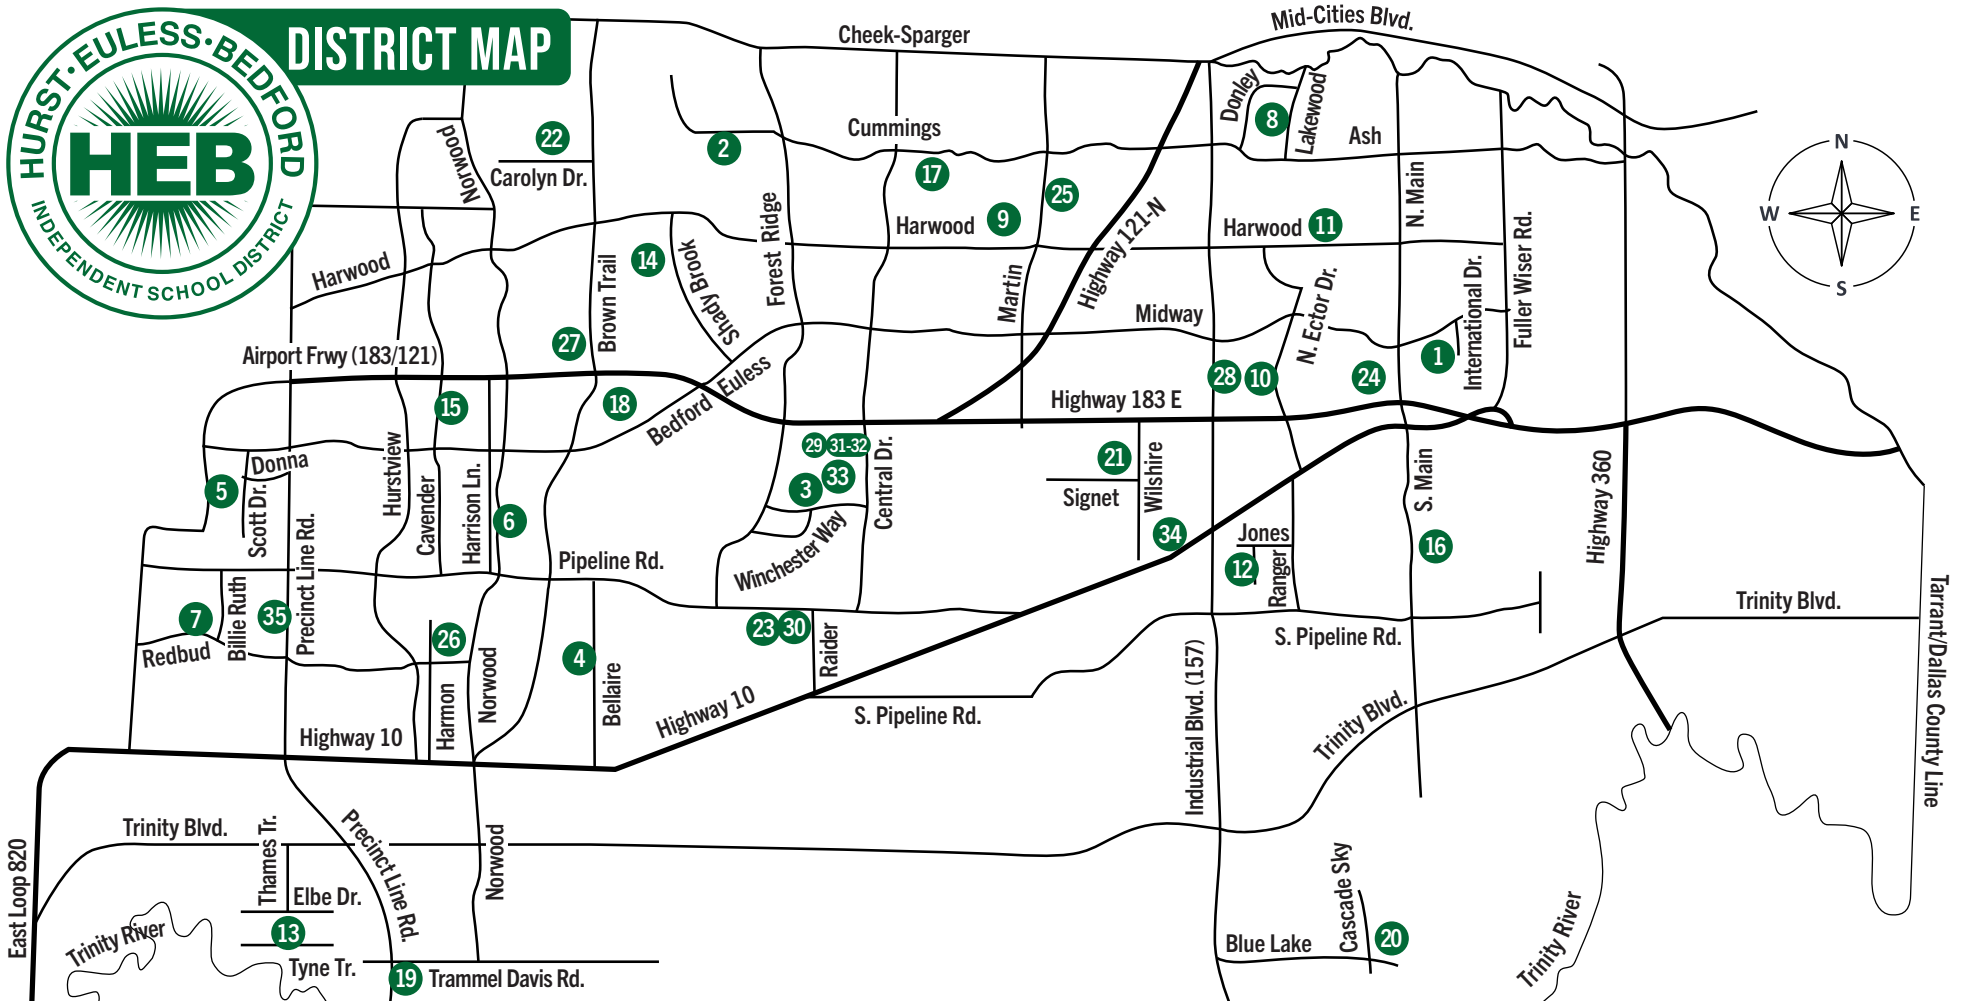 HURST·EULESS·BEDFORD
HEB
INDEPENDENT SCHOOL DISTRICT
DISTRICT MAP
Mid-Cities Blvd.
Cheek-Sparger
Donley
Lakewood
8
Ash
Cummings
Norwood
22
Carolyn Dr.
2
17
25
9
Harwood
Harwood
11
N. Main
Fuller Wiser Rd.
N
W
E
S
Harwood
14
Shady Brook
Forest Ridge
Brown Trail
Martin
Highway 121-N
Midway
N. Ector Dr.
International Dr.
27
Airport Frwy (183/121)
28
10
24
1
15
18
Bedford Euless
Highway 183 E
Donna
5
Scott Dr.
Hurstview
Cavender
Harrison Ln.
6
29
31-32
33
3
Central Dr.
Winchester Way
21
Signet
Wilshire
34
S. Main
16
Highway 360
Precinct Line Rd.
Pipeline Rd.
Jones
12
Ranger
7
Billie Ruth
35
Redbud
26
Harmon
Norwood
4
Bellaire
23
30
Raider
S. Pipeline Rd.
Trinity Blvd.
Tarrant/Dallas County Line
Highway 10
Highway 10
S. Pipeline Rd.
Industrial Blvd. (157)
Trinity Blvd.
East Loop 820
Trinity Blvd.
Thames Tr.
Precinct Line Rd.
Norwood
Elbe Dr.
13
Trinity River
Tyne Tr.
19
Trammel Davis Rd.
Blue Lake
Cascade Sky
20
Trinity River